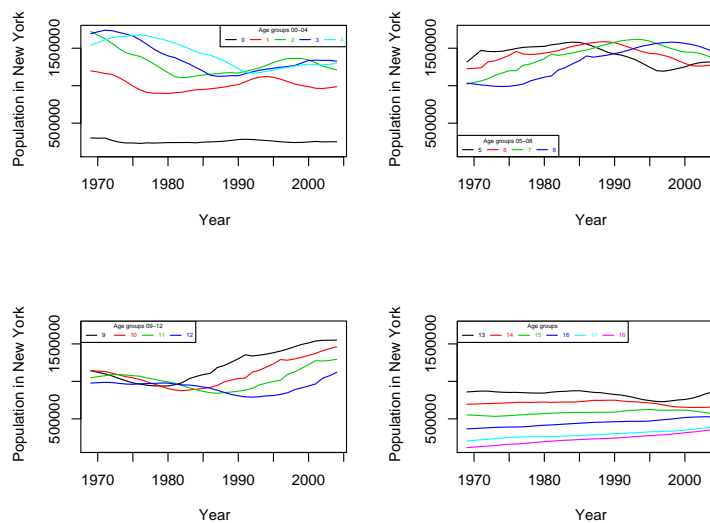 Age groups 00–04
0 1 2 3 4
Population in New York
500000 1500000
1970 1980 1990 2000
Year
Age groups 05–08
5 6 7 8
Population in New York
500000 1500000
1970 1980 1990 2000
Year
Age groups 09–12
9 10 11 12
Population in New York
500000 1500000
1970 1980 1990 2000
Year
Age groups
13 14 15 16 17 18
Population in New York
500000 1500000
1970 1980 1990 2000
Year